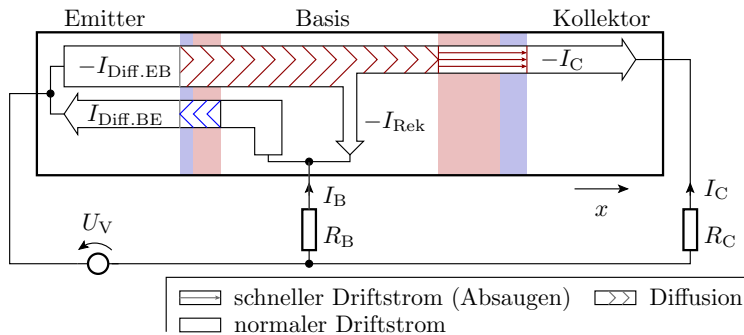 Emitter Basis Kollektor
−I_Diff.EB −I_C
I_Diff.BE −I_Rek
I_B x I_C
U_V R_B R_C
schneller Driftstrom (Absaugen) Diffusion
normaler Driftstrom